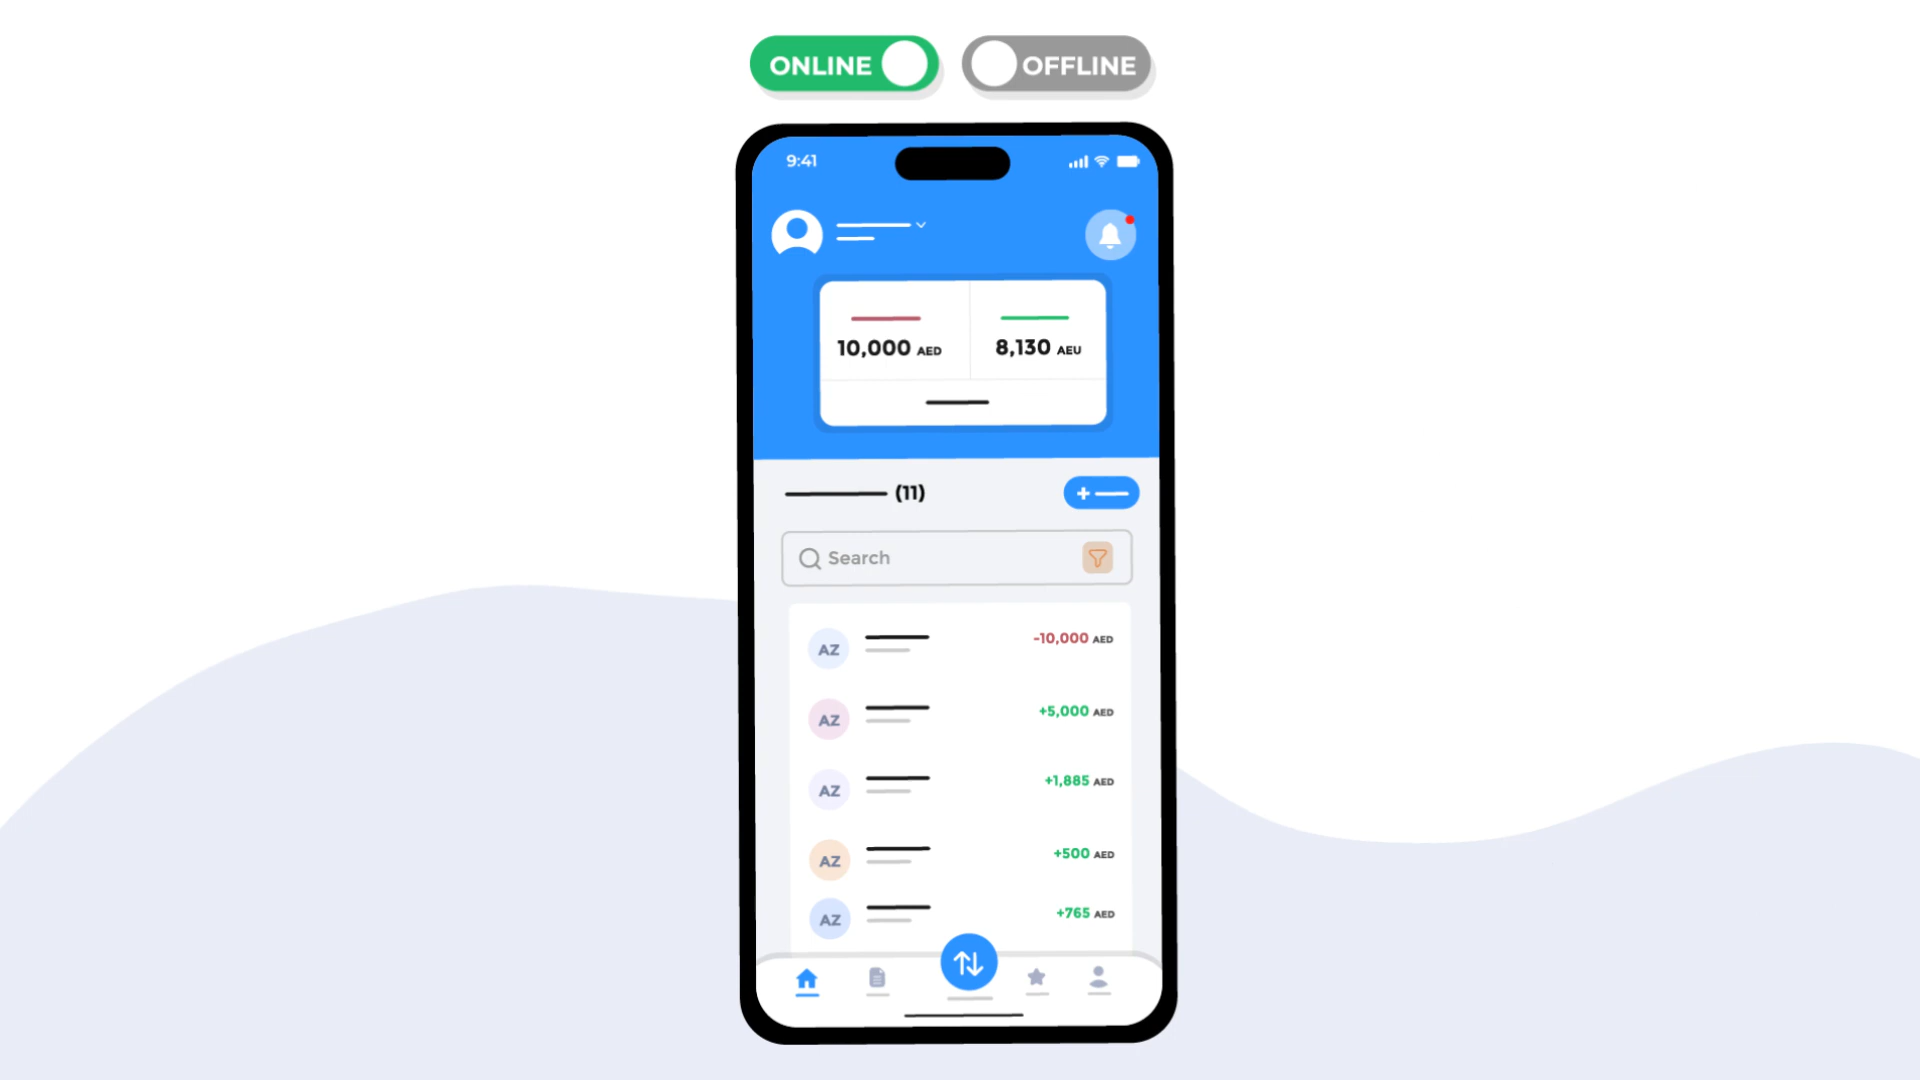 ONLINE OFFLINE
9:41
10,000 AED 8,130 AEU
(11)
Search
AZ -10,000 AED
AZ +5,000 AED
AZ +1,885 AED
AZ +500 AED
AZ +765 AED